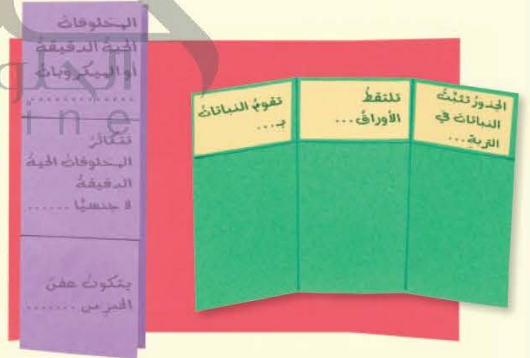 المخلوقات
الحية الدقيقة
أو الميكروبات
..............
تتكاثر
المخلوقات الحية
الدقيقة
لا جنسيًّا ......
يتكون عفن
الخبز من .......
الجذورُ تثبِّتُ
النباتاتَ في
التربةِ...
تلتقطُ
الأوراقُ...
تقومُ النباتاتُ
بـ...